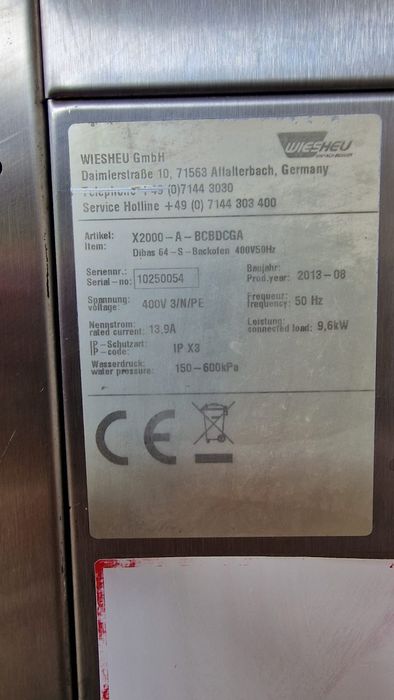 WIESHEU GmbH
WIESHEU
Daimlerstraße 10, 71563 Affalterbach, Germany
Telephone +49 (0)7144 3030
Service Hotline +49 (0) 7144 303 400
Artikel: X2000-A-BCBDCGA
Item: Dibas 64-S-Backofen 400V50Hz
Seriennr.: Baujahr:
Serial-no: 10250054 Prod.year: 2013-08
Spannung: Frequenz:
voltage: 400V 3/N/PE frequency: 50 Hz
Nennstrom: Leistung:
rated current: 13,9A connected load: 9,6kW
IP-Schutzart:
IP-code: IP X3
Wasserdruck:
water pressure: 150-600kPa
CE